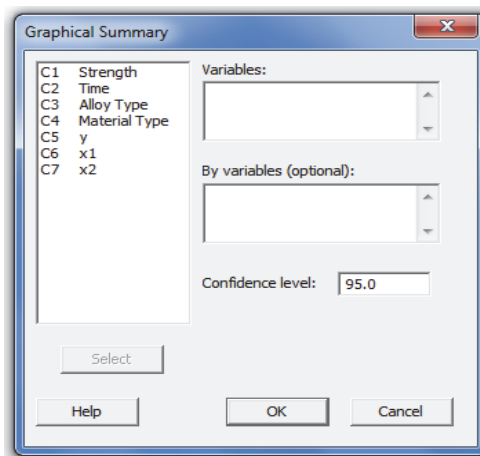 Graphical Summary
C1 Strength
C2 Time
C3 Alloy Type
C4 Material Type
C5 y
C6 x1
C7 x2
Variables:
By variables (optional):
Confidence level: 95.0
Select
Help OK Cancel